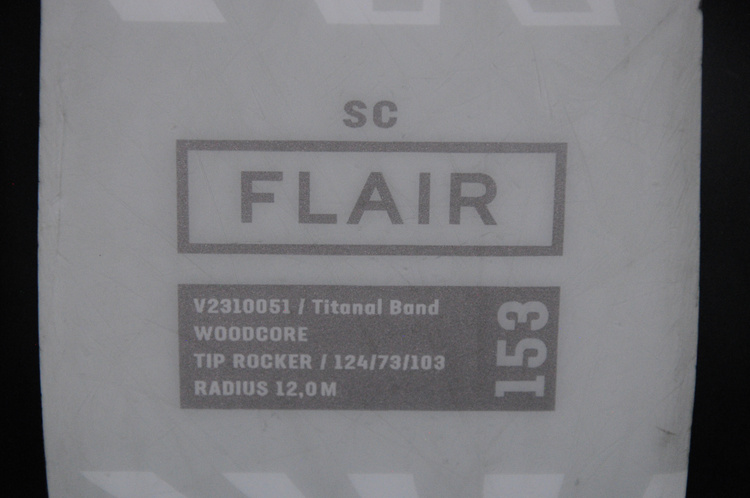 SC
FLAIR
V2310051 / Titanal Band
WOODCORE
TIP ROCKER / 124/73/103
RADIUS 12,0 M
153